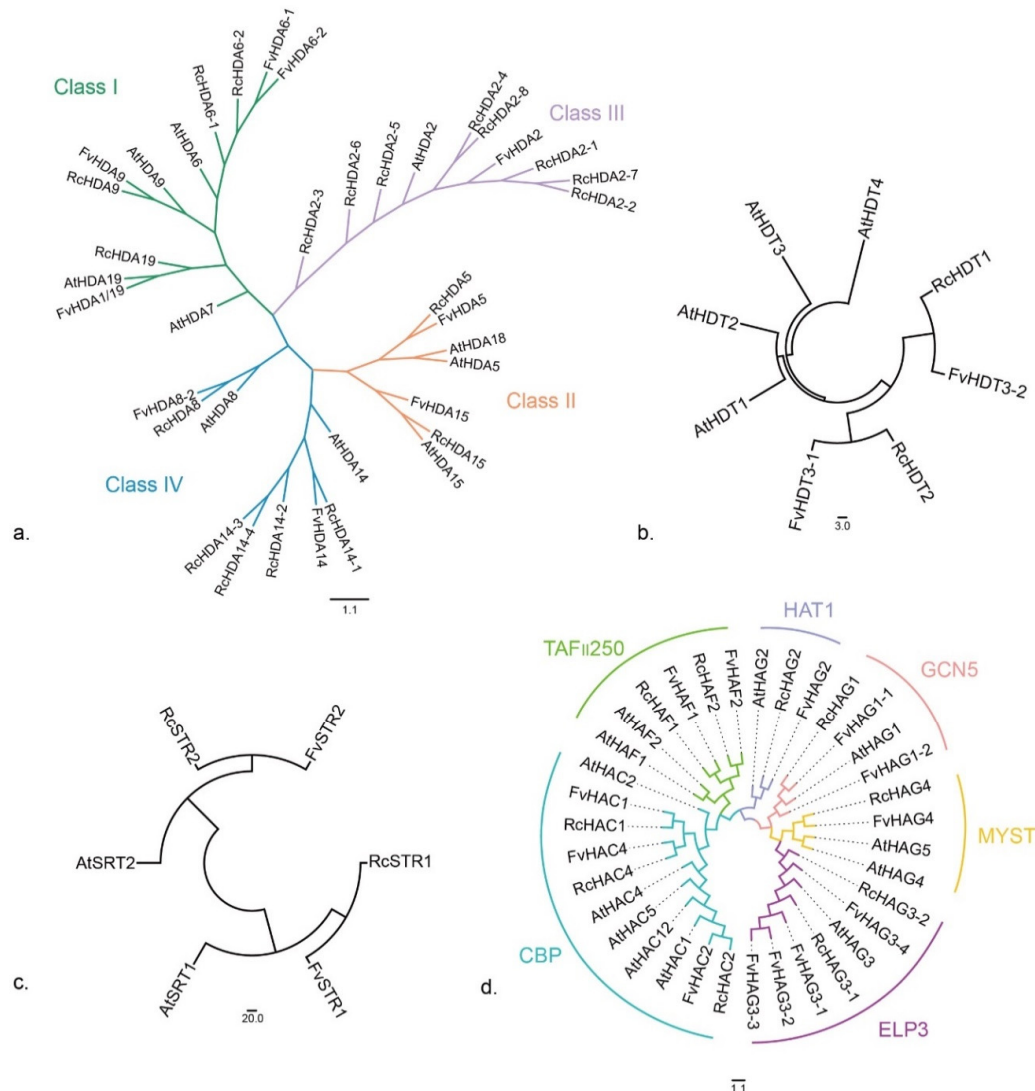 Class I
RcHDA6-1
RcHDA6-2
FvHDA6-1
FvHDA6-2
AtHDA6
AtHDA9
FvHDA9
RcHDA9
RcHDA19
AtHDA19
FvHDA1/19
AtHDA7
Class III
RcHDA2-3
RcHDA2-6
RcHDA2-5
AtHDA2
RcHDA2-4
RcHDA2-8
FvHDA2
RcHDA2-1
RcHDA2-7
RcHDA2-2
Class II
RcHDA5
FvHDA5
AtHDA18
AtHDA5
FvHDA15
RcHDA15
AtHDA15
Class IV
FvHDA8-2
RcHDA8
AtHDA8
AtHDA14
RcHDA14-3
RcHDA14-4
RcHDA14-2
FvHDA14
RcHDA14-1
1.1
a.
AtHDT3
AtHDT4
RcHDT1
AtHDT2
FvHDT3-2
AtHDT1
FvHDT3-1
RcHDT2
3.0
b.
RcSTR2
FvSTR2
AtSRT2
RcSTR1
AtSRT1
FvSTR1
20.0
c.
TAFII250
HAT1
GCN5
MYST
ELP3
CBP
AtHAG2
RcHAG2
FvHAG2
RcHAG1
FvHAG1-1
AtHAG1
FvHAG1-2
RcHAG4
FvHAG4
AtHAG5
AtHAG4
RcHAG3-2
FvHAG3-4
AtHAG3
RcHAG3-1
FvHAG3-1
FvHAG3-2
FvHAG3-3
RcHAC2
FvHAC2
AtHAC1
AtHAC12
AtHAC5
AtHAC4
RcHAC4
FvHAC4
RcHAC1
FvHAC1
AtHAC2
AtHAF1
AtHAF2
RcHAF1
FvHAF1
RcHAF2
FvHAF2
1.1
d.